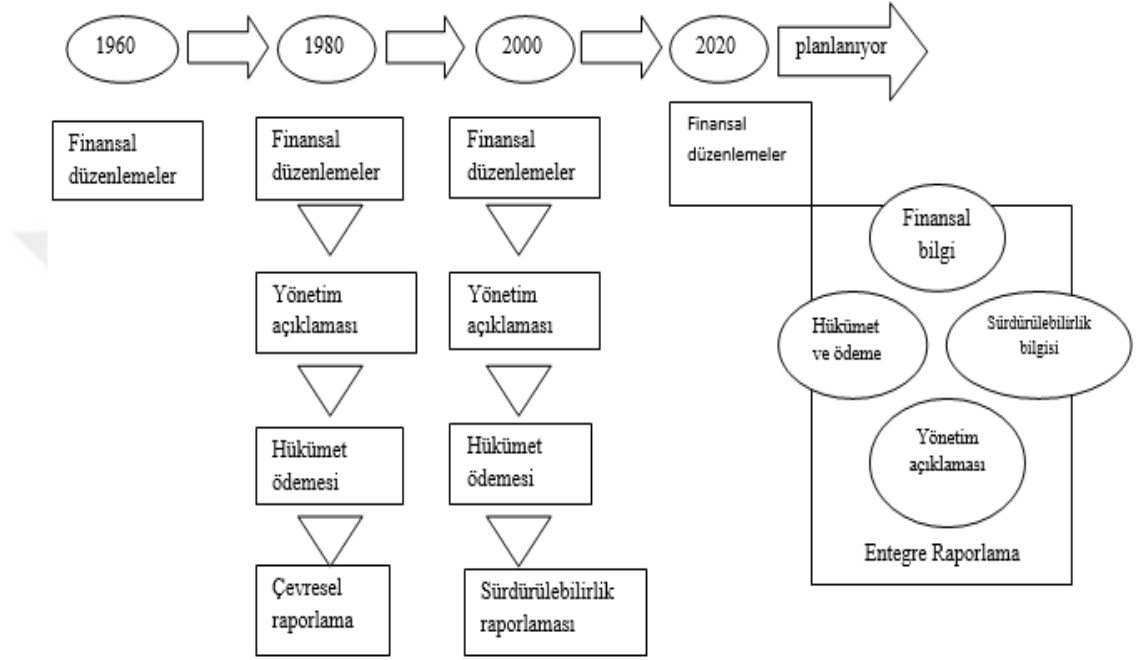 1960
1980
2000
2020
planlanıyor
Finansal
düzenlemeler
Finansal
düzenlemeler
Finansal
düzenlemeler
Finansal
düzenlemeler
Yönetim
açıklaması
Yönetim
açıklaması
Hükümet
ödemesi
Hükümet
ödemesi
Çevresel
raporlama
Sürdürülebilirlik
raporlaması
Finansal
bilgi
Hükümet
ve ödeme
Sürdürülebilirlik
bilgisi
Yönetim
açıklaması
Entegre Raporlama